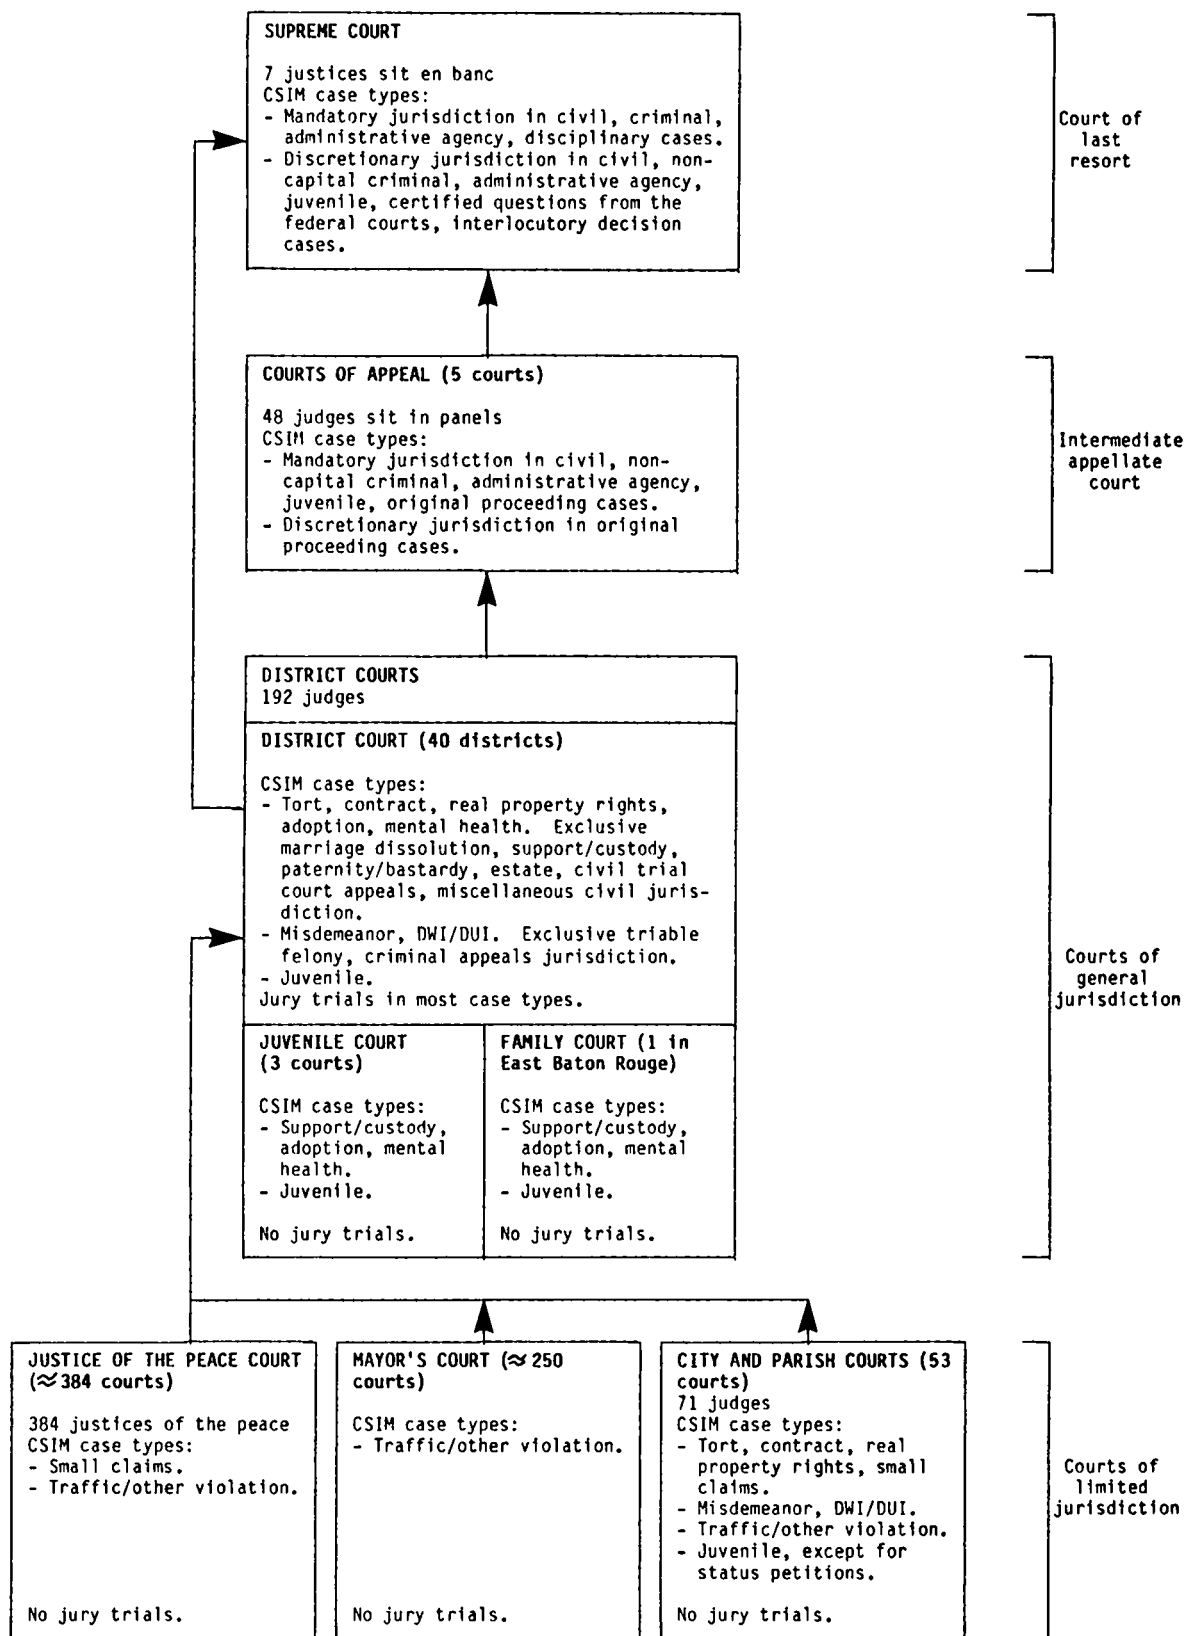 SUPREME COURT
7 justices sit en banc
CSIM case types:
- Mandatory jurisdiction in civil, criminal,
administrative agency, disciplinary cases.
- Discretionary jurisdiction in civil, non-
capital criminal, administrative agency,
juvenile, certified questions from the
federal courts, interlocutory decision
cases.
Court of
last
resort
COURTS OF APPEAL (5 courts)
48 judges sit in panels
CSIM case types:
- Mandatory jurisdiction in civil, non-
capital criminal, administrative agency,
juvenile, original proceeding cases.
- Discretionary jurisdiction in original
proceeding cases.
Intermediate
appellate
court
DISTRICT COURTS
192 judges
DISTRICT COURT (40 districts)
CSIM case types:
- Tort, contract, real property rights,
adoption, mental health. Exclusive
marriage dissolution, support/custody,
paternity/bastardy, estate, civil trial
court appeals, miscellaneous civil juris-
diction.
- Misdemeanor, DWI/DUI. Exclusive triable
felony, criminal appeals jurisdiction.
- Juvenile.
Jury trials in most case types.
JUVENILE COURT
(3 courts)
CSIM case types:
- Support/custody,
adoption, mental
health.
- Juvenile.
No jury trials.
FAMILY COURT (1 in
East Baton Rouge)
CSIM case types:
- Support/custody,
adoption, mental
health.
- Juvenile.
No jury trials.
Courts of
general
jurisdiction
JUSTICE OF THE PEACE COURT
(≈384 courts)
384 justices of the peace
CSIM case types:
- Small claims.
- Traffic/other violation.
No jury trials.
MAYOR'S COURT (≈250
courts)
CSIM case types:
- Traffic/other violation.
No jury trials.
CITY AND PARISH COURTS (53
courts)
71 judges
CSIM case types:
- Tort, contract, real
property rights, small
claims.
- Misdemeanor, DWI/DUI.
- Traffic/other violation.
- Juvenile, except for
status petitions.
No jury trials.
Courts of
limited
jurisdiction